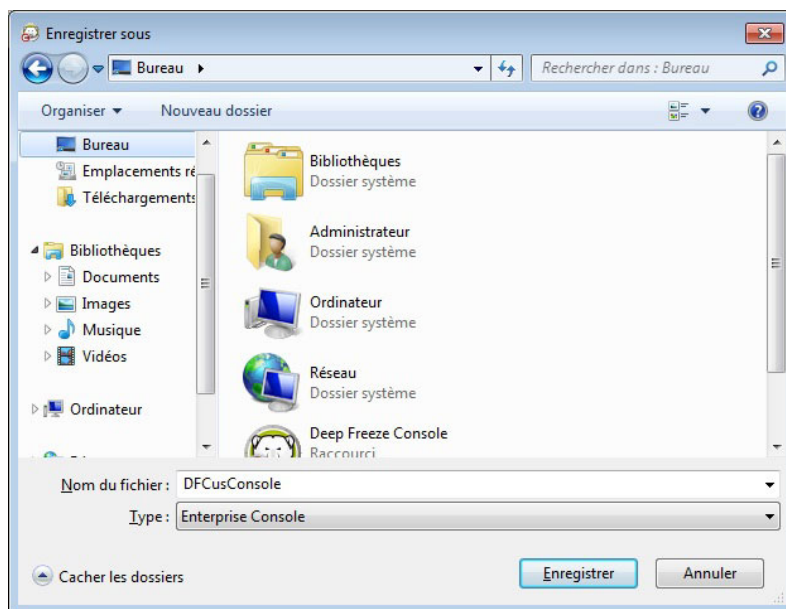 Enregistrer sous
Bureau
Rechercher dans : Bureau
Organiser
Nouveau dossier
Bureau
Emplacements ré
Téléchargements
Bibliothèques
Documents
Images
Musique
Vidéos
Ordinateur
Bibliothèques
Dossier système
Administrateur
Dossier système
Ordinateur
Dossier système
Réseau
Dossier système
Deep Freeze Console
Raccourci
Nom du fichier : DFCusConsole
Type : Enterprise Console
Cacher les dossiers
Enregistrer
Annuler